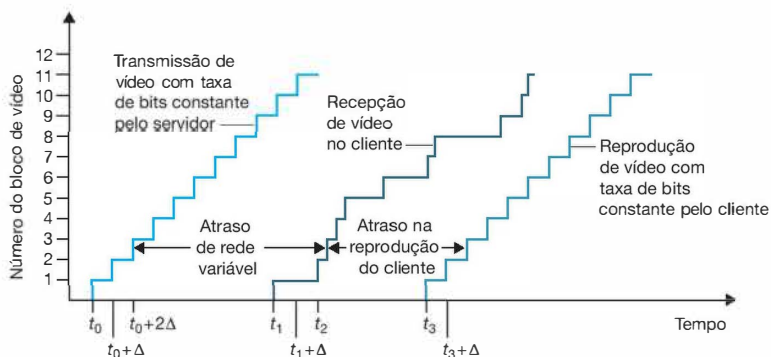 Número do bloco de vídeo
12
11
10
9
8
7
6
5
4
3
2
1
Transmissão de
vídeo com taxa
de bits constante
pelo servidor
Recepção
de vídeo
no cliente
Reprodução
de vídeo com
taxa de bits
constante pelo cliente
Atraso
de rede
variável
Atraso na
reprodução
do cliente
t0
t0+2Δ
t1
t2
t3
Tempo
t0+Δ
t1+Δ
t3+Δ